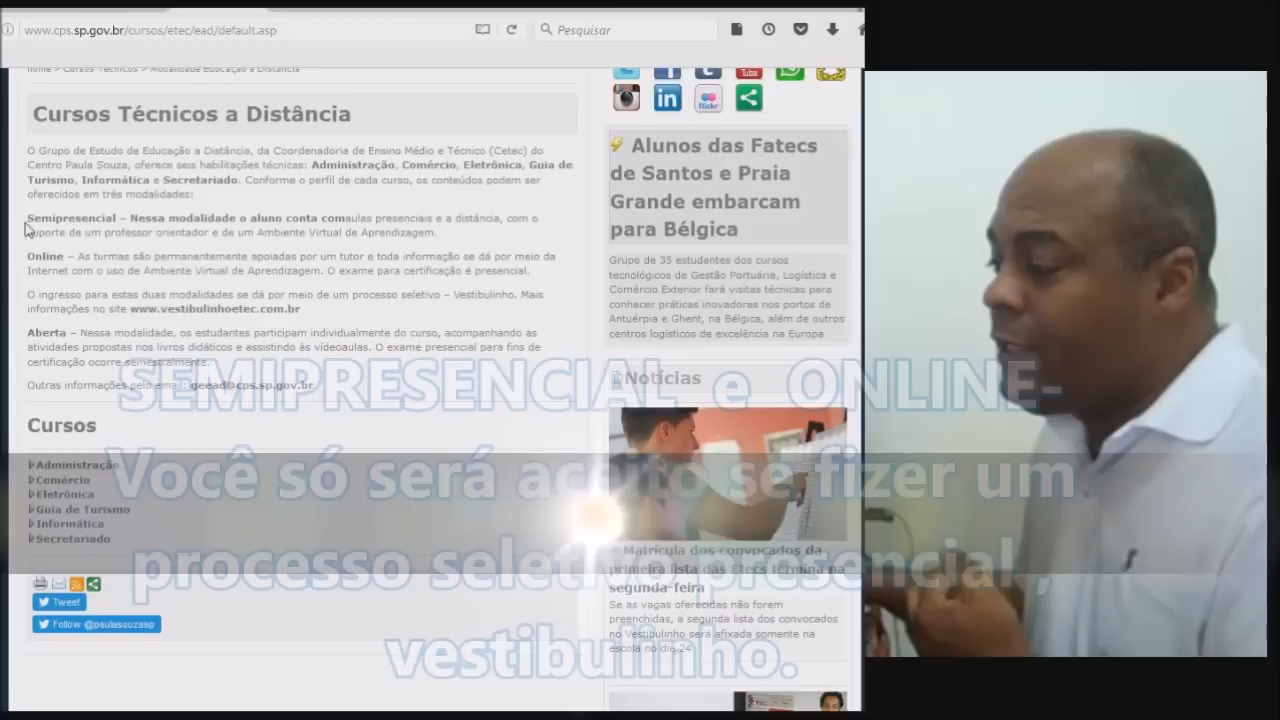 www.cps.sp.gov.br/cursos/etec/ead/default.asp
Pesquisar
Home > Cursos Técnicos > Modalidade Educação a Distância
Cursos Técnicos a Distância
O Grupo de Estudo de Educação a Distância, da Coordenadoria de Ensino Médio e Técnico (Cetec) do
Centro Paula Souza, oferece seis habilitações técnicas: Administração, Comércio, Eletrônica, Guia de
Turismo, Informática e Secretariado. Conforme o perfil de cada curso, os conteúdos podem ser
oferecidos em três modalidades:
Semipresencial – Nessa modalidade o aluno conta comaulas presenciais e a distância, com o
suporte de um professor orientador e de um Ambiente Virtual de Aprendizagem.
Online – As turmas são permanentemente apoiadas por um tutor e toda informação se dá por meio da
Internet com o uso de Ambiente Virtual de Aprendizagem. O exame para certificação é presencial.
O ingresso para estas duas modalidades se dá por meio de um processo seletivo – Vestibulinho. Mais
informações no site www.vestibulinhoetec.com.br
Aberta – Nessa modalidade, os estudantes participam individualmente do curso, acompanhando as
atividades propostas nos livros didáticos e assistindo às vídeoaulas. O exame presencial para fins de
certificação ocorre semestralmente.
Outras informações pelo email: geead@cps.sp.gov.br
Cursos
Administração
Comércio
Eletrônica
Guia de Turismo
Informática
Secretariado
Tweet
Follow @paulasouzasp
Tube
in
flickr
Alunos das Fatecs
de Santos e Praia
Grande embarcam
para Bélgica
Grupo de 35 estudantes dos cursos
tecnológicos de Gestão Portuária, Logística e
Comércio Exterior fará visitas técnicas para
conhecer práticas inovadoras nos portos de
Antuérpia e Ghent, na Bélgica, além de outros
centros logísticos de excelência na Europa
Notícias
Matrícula dos convocados da
primeira lista das Etecs termina na
segunda-feira
Se as vagas oferecidas não forem
preenchidas, a segunda lista dos convocados
no Vestibulinho será afixada somente na
escola no dia 24
SEMIPRESENCIAL e ONLINE-
Você só será aceito se fizer um
processo seletivo presencial ,
vestibulinho.